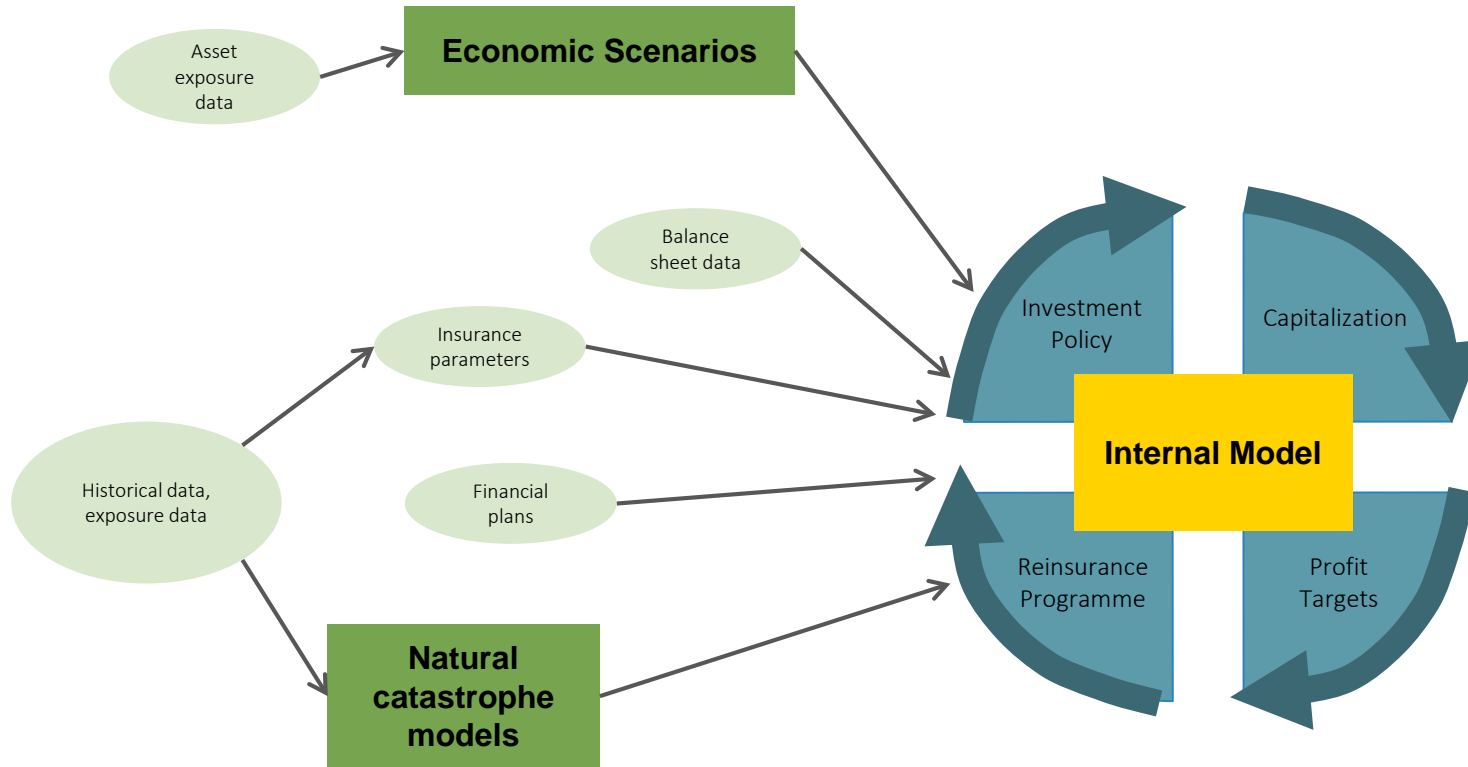 Asset
exposure
data
Economic Scenarios
Balance
sheet data
Insurance
parameters
Historical data,
exposure data
Financial
plans
Natural
catastrophe
models
Investment
Policy
Capitalization
Internal Model
Reinsurance
Programme
Profit
Targets